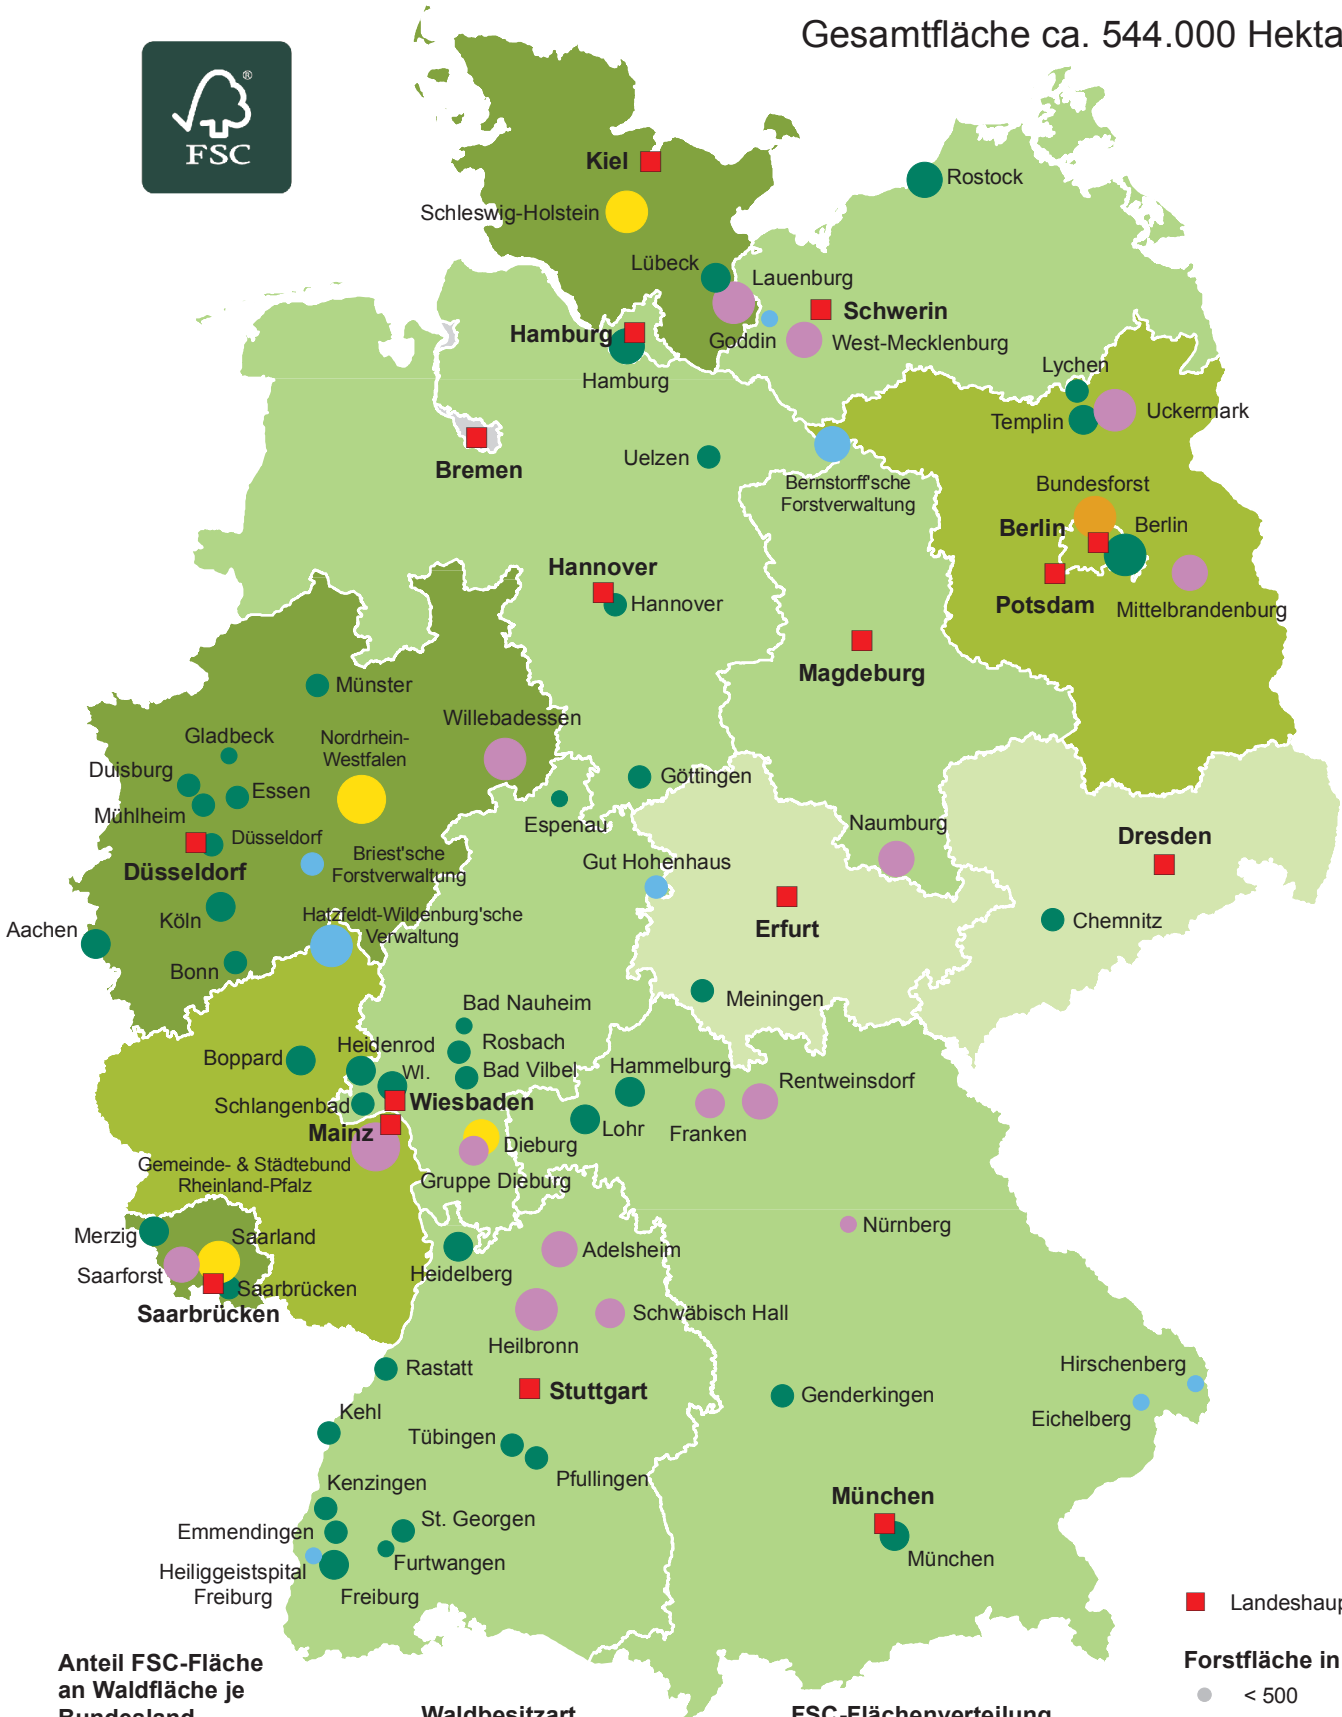 Gesamtfläche ca. 544.000 Hekta
FSC
®
Kiel
Schleswig-Holstein
Rostock
Lübeck
Lauenburg
Schwerin
Hamburg
Goddin
West-Mecklenburg
Hamburg
Lychen
Templin
Uckermark
Bremen
Uelzen
Bernstorff'sche
Forstverwaltung
Bundesforst
Berlin
Berlin
Hannover
Hannover
Potsdam
Mittelbrandenburg
Magdeburg
Münster
Willebadessen
Gladbeck
Nordrhein-
Westfalen
Duisburg
Essen
Göttingen
Mühlheim
Espenau
Naumburg
Düsseldorf
Düsseldorf
Briest'sche
Forstverwaltung
Gut Hohenhaus
Dresden
Köln
Hatzfeldt-Wildenburg'sche
Verwaltung
Aachen
Erfurt
Chemnitz
Bonn
Meiningen
Bad Nauheim
Boppard
Heidenrod
Rosbach
WI.
Bad Vilbel
Hammelburg
Rentweinsdorf
Schlangenbad
Wiesbaden
Mainz
Lohr
Franken
Dieburg
Gemeinde- & Städtebund
Rheinland-Pfalz
Gruppe Dieburg
Merzig
Saarland
Nürnberg
Saarforst
Heidelberg
Adelsheim
Saarbrücken
Saarbrücken
Schwäbisch Hall
Heilbronn
Rastatt
Hirschenberg
Stuttgart
Genderkingen
Kehl
Eichelberg
Tübingen
Pfullingen
Kenzingen
München
Emmendingen
St. Georgen
Heiliggeistspital
Freiburg
Furtwangen
München
Freiburg
Landeshaup
Anteil FSC-Fläche
an Waldfläche je
Bundesland
Waldbesitzart
FSC-Flächenverteilung
Forstfläche in
< 500